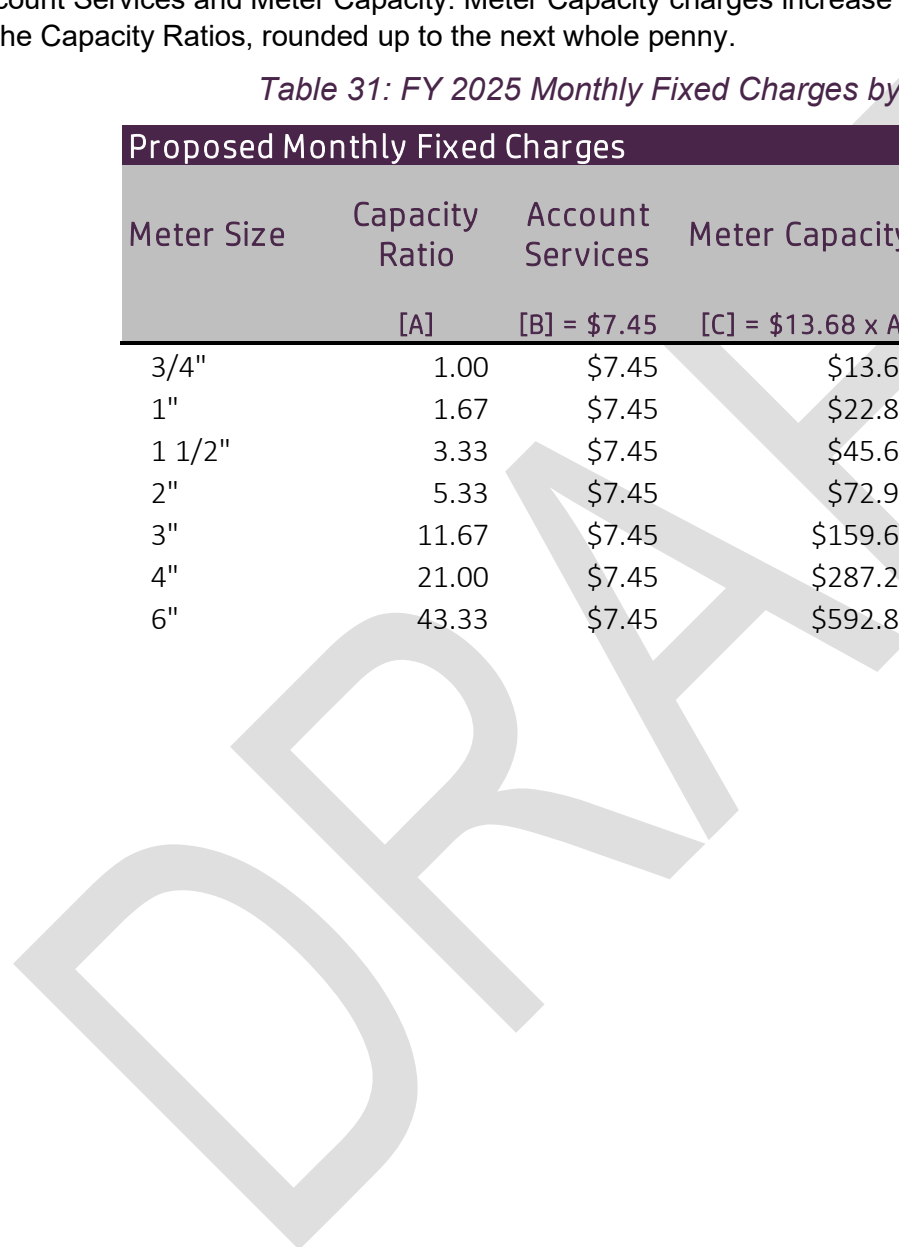 count Services and Meter Capacity. Meter Capacity charges increase
he Capacity Ratios, rounded up to the next whole penny.
Table 31: FY 2025 Monthly Fixed Charges by
Proposed Monthly Fixed Charges
Meter Size Capacity Ratio Account Services Meter Capacity
[A] [B] = $7.45 [C] = $13.68 x A
3/4" 1.00 $7.45 $13.6
1" 1.67 $7.45 $22.8
1 1/2" 3.33 $7.45 $45.6
2" 5.33 $7.45 $72.9
3" 11.67 $7.45 $159.6
4" 21.00 $7.45 $287.2
6" 43.33 $7.45 $592.8
DRA